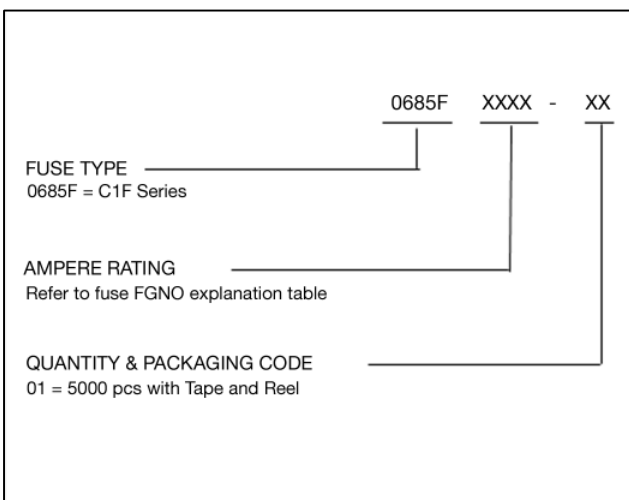 0685F XXXX - XX
FUSE TYPE
0685F = C1F Series
AMPERE RATING
Refer to fuse FGNO explanation table
QUANTITY & PACKAGING CODE
01 = 5000 pcs with Tape and Reel